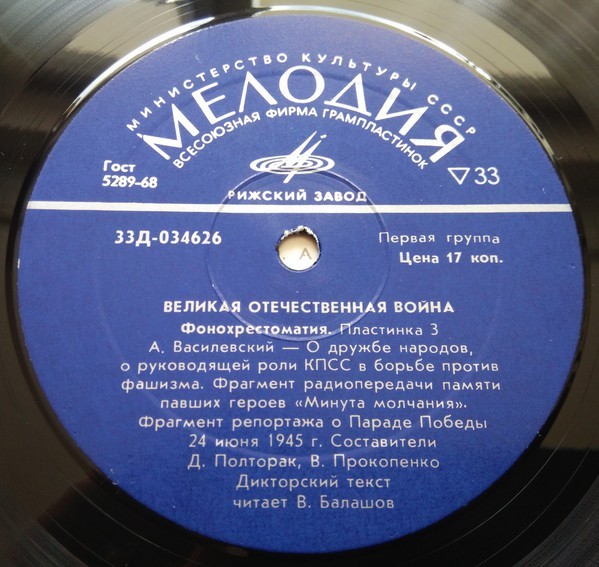 МИНИСТЕРСТВО КУЛЬТУРЫ СССР
МЕЛОДИЯ
ВСЕСОЮЗНАЯ ФИРМА ГРАМПЛАСТИНОК
Гост
5289-68
33
РИЖСКИЙ ЗАВОД
33Д-034626
Первая группа
Цена 17 коп.
А
ВЕЛИКАЯ ОТЕЧЕСТВЕННАЯ ВОЙНА
Фонохрестоматия. Пластинка 3
А. Василевский — О дружбе народов,
о руководящей роли КПСС в борьбе против
фашизма. Фрагмент радиопередачи памяти
павших героев «Минута молчания».
Фрагмент репортажа о Параде Победы
24 июня 1945 г. Составители
Д. Полторак, В. Прокопенко
Дикторский текст
читает В. Балашов